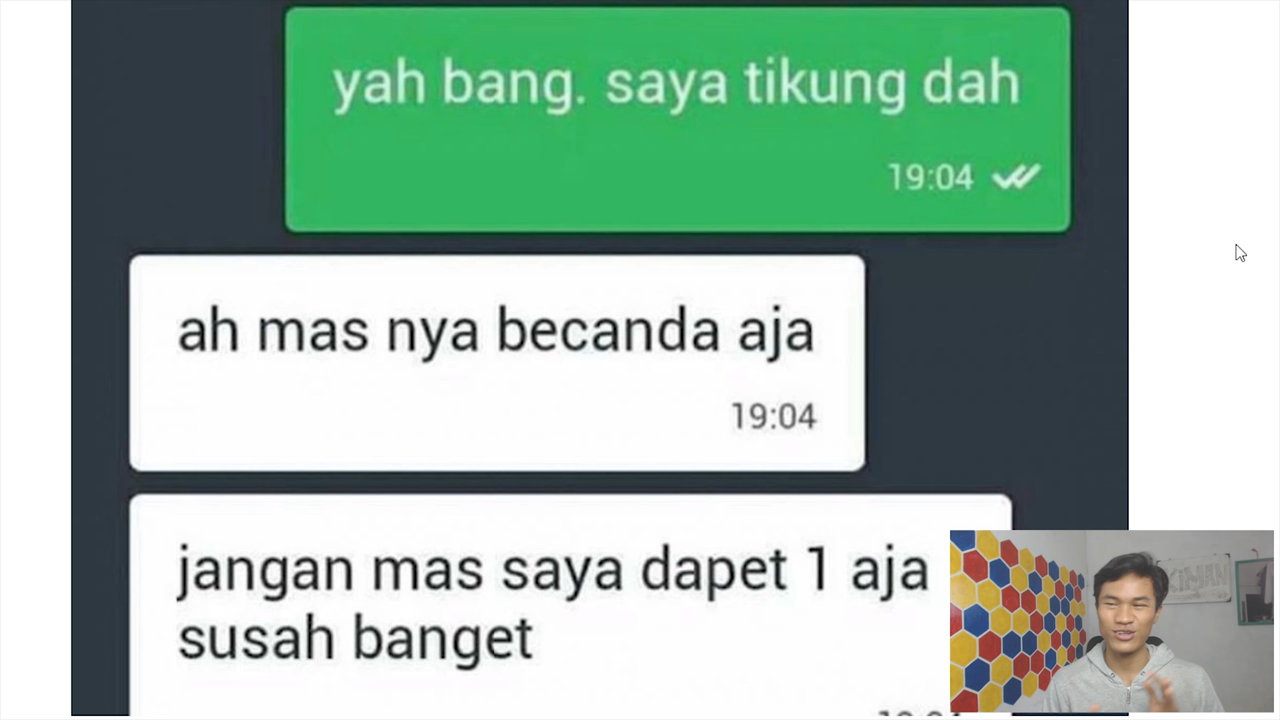 yah bang. saya tikung dah
19:04
ah mas nya becanda aja
19:04
jangan mas saya dapet 1 aja
susah banget